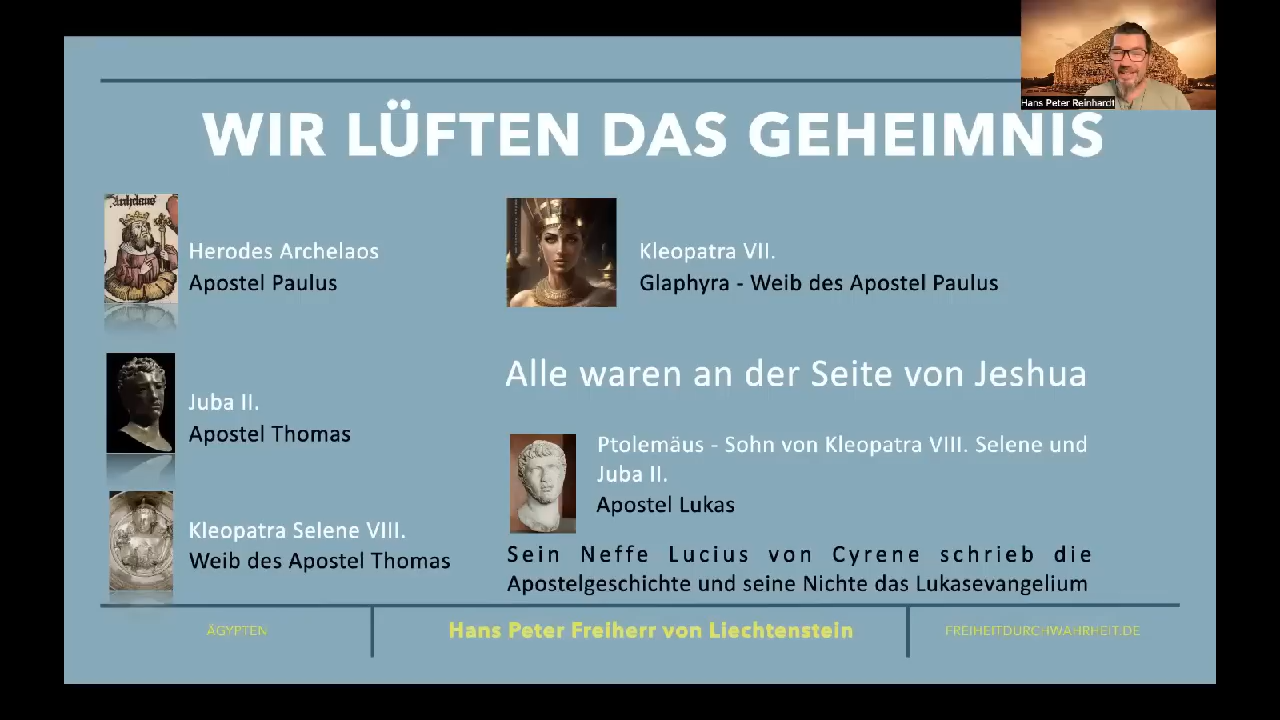 Hans Peter Reinhardt
WIR LÜFTEN DAS GEHEIMNIS
Herodes Archelaos
Apostel Paulus
Kleopatra VII.
Glaphyra - Weib des Apostel Paulus
Alle waren an der Seite von Jeshua
Juba II.
Apostel Thomas
Ptolemäus - Sohn von Kleopatra VIII. Selene und
Juba II.
Apostel Lukas
Kleopatra Selene VIII.
Weib des Apostel Thomas
Sein Neffe Lucius von Cyrene schrieb die
Apostelgeschichte und seine Nichte das Lukasevangelium
ÄGYPTEN
Hans Peter Freiherr von Liechtenstein
FREIHEITDURCHWAHRHEIT.DE